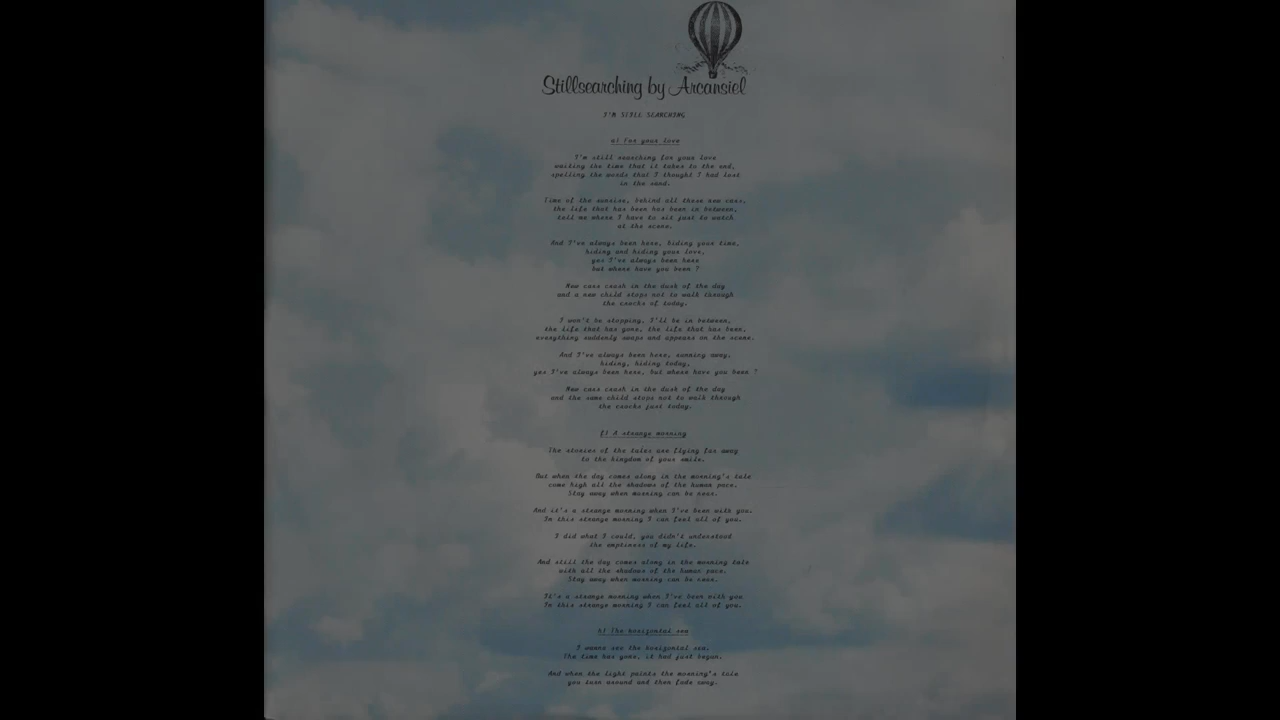 Stillsearching by Arcansiel
I'M STILL SEARCHING
a) For your love
I'm still searching for your love
waiting the time that it takes to the end,
spelling the words that I thought I had lost
in the sand.
Time of the sunrise, behind all these new cars,
the life that has been has been in between,
tell me where I have to sit just to watch
at the scene.
And I've always been here, hiding your time,
hiding and hiding your love,
yes I've always been here
but where have you been ?
New cars crash in the dusk of the day
and a new child stops not to walk through
the cracks of today.
I won't be stopping, I'll be in between,
the life that has gone, the life that has been,
everything suddenly swaps and appears on the scene.
And I've always been here, running away,
hiding, hiding today,
yes I've always been here, but where have you been ?
New cars crash in the dusk of the day
and the same child stops not to walk through
the cracks just today.
f) A strange morning
The stories of the tales are flying far away
to the kingdom of your smile.
But when the day comes along in the morning's tale
come high all the shadows of the human pace.
Stay away when morning can be near.
And it's a strange morning when I've been with you.
In this strange morning I can feel all of you.
I did what I could, you didn't understand
the emptiness of my life.
And still the day comes along in the morning tale
with all the shadows of the human pace.
Stay away when morning can be near.
It's a strange morning when I've been with you
In this strange morning I can feel all of you.
h) The horizontal sea
I wanna see the horizontal sea.
The time has gone, it had just begun.
And when the light paints the morning's tale
you turn around and then fade away.